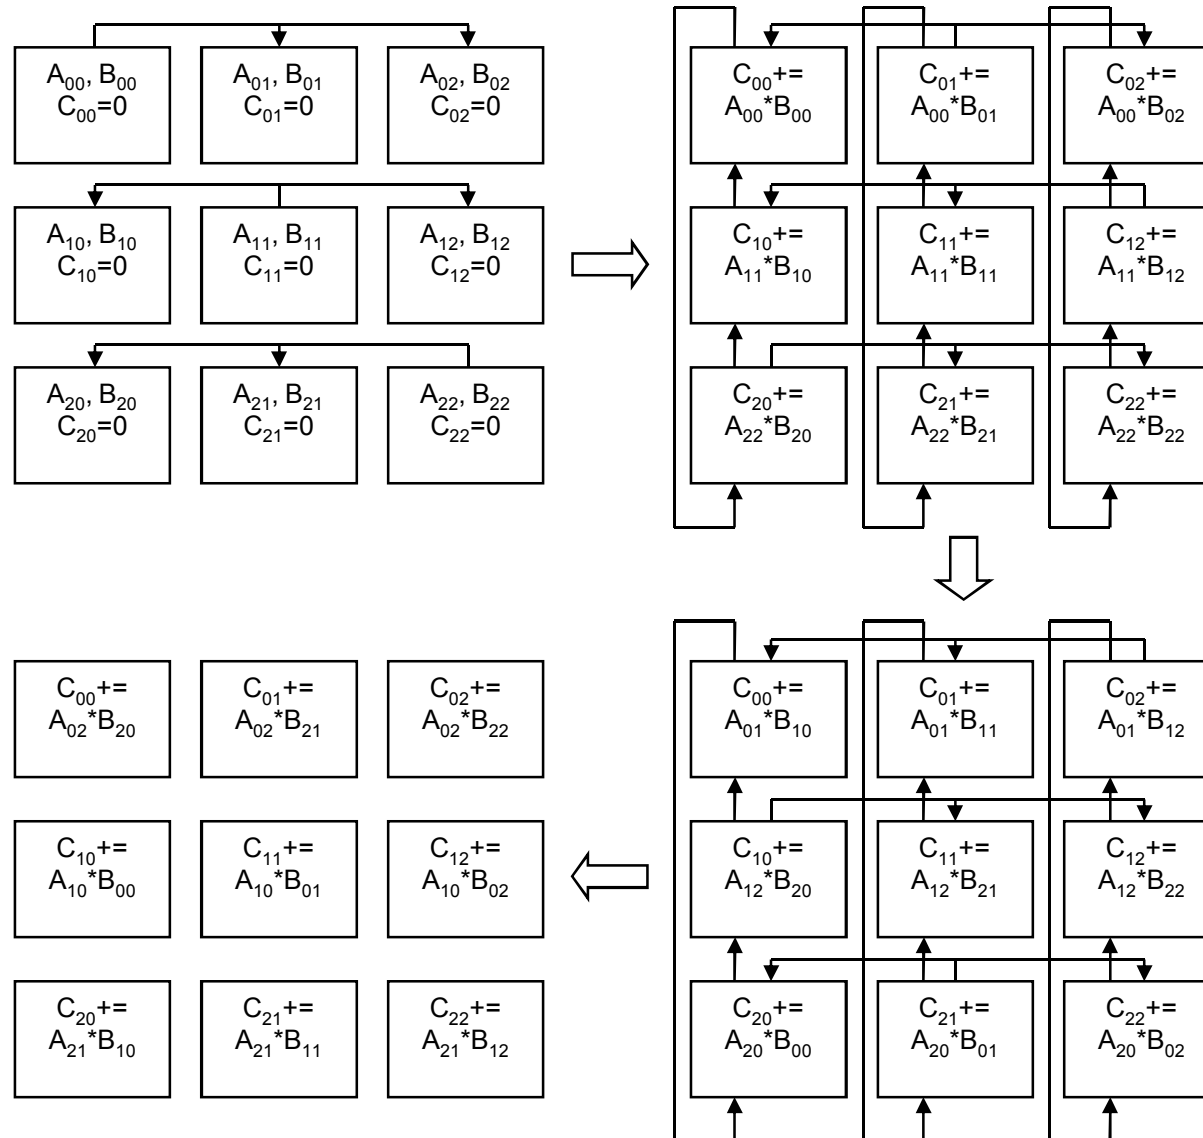 A₀₀, B₀₀
C₀₀=0
A₀₁, B₀₁
C₀₁=0
A₀₂, B₀₂
C₀₂=0
A₁₀, B₁₀
C₁₀=0
A₁₁, B₁₁
C₁₁=0
A₁₂, B₁₂
C₁₂=0
A₂₀, B₂₀
C₂₀=0
A₂₁, B₂₁
C₂₁=0
A₂₂, B₂₂
C₂₂=0
C₀₀+=
A₀₀*B₀₀
C₀₁+=
A₀₀*B₀₁
C₀₂+=
A₀₀*B₀₂
C₁₀+=
A₁₁*B₁₀
C₁₁+=
A₁₁*B₁₁
C₁₂+=
A₁₁*B₁₂
C₂₀+=
A₂₂*B₂₀
C₂₁+=
A₂₂*B₂₁
C₂₂+=
A₂₂*B₂₂
C₀₀+=
A₀₁*B₁₀
C₀₁+=
A₀₁*B₁₁
C₀₂+=
A₀₁*B₁₂
C₁₀+=
A₁₂*B₂₀
C₁₁+=
A₁₂*B₂₁
C₁₂+=
A₁₂*B₂₂
C₂₀+=
A₂₀*B₀₀
C₂₁+=
A₂₀*B₀₁
C₂₂+=
A₂₀*B₀₂
C₀₀+=
A₀₂*B₂₀
C₀₁+=
A₀₂*B₂₁
C₀₂+=
A₀₂*B₂₂
C₁₀+=
A₁₀*B₀₀
C₁₁+=
A₁₀*B₀₁
C₁₂+=
A₁₀*B₀₂
C₂₀+=
A₂₁*B₁₀
C₂₁+=
A₂₁*B₁₁
C₂₂+=
A₂₁*B₁₂